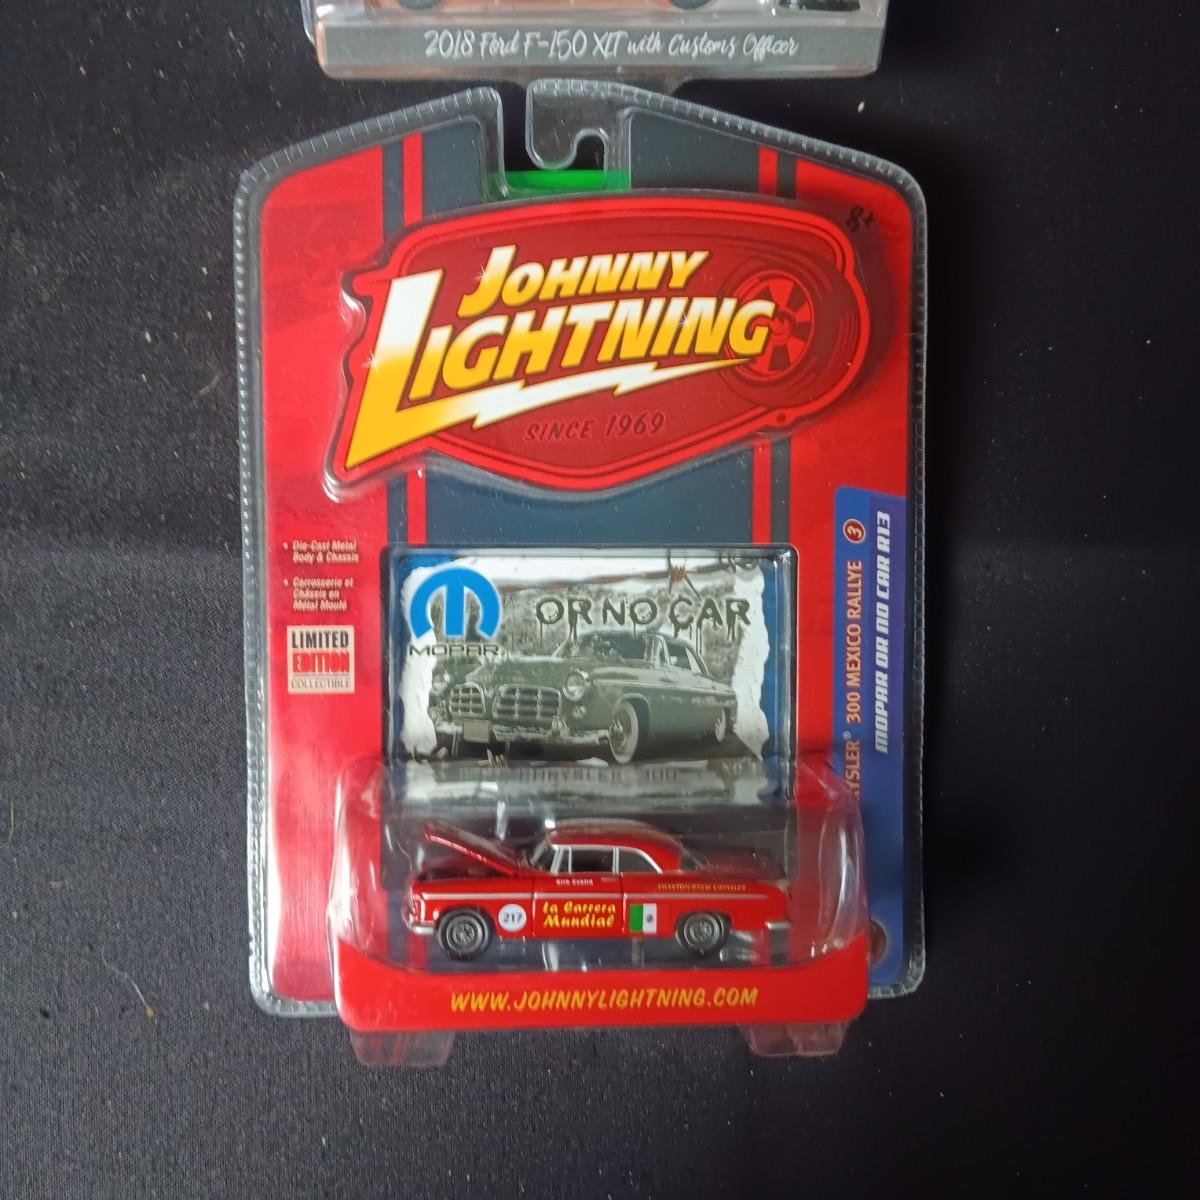 2018 Ford F-150 XLT with Customs Officer
8+
JOHNNY
LIGHTNING
SINCE 1969
• Die-Cast Metal
Body & Chassis
• Carrosserie et
Châssis en
Métal Moulé
LIMITED
EDITION
COLLECTIBLE
MOPAR
OR NO CAR
CHRYSLER 300
YSLER® 300 MEXICO RALLYE 3
MOPAR OR NO CAR R13
217
La Carrera
Mundial
WWW.JOHNNYLIGHTNING.COM